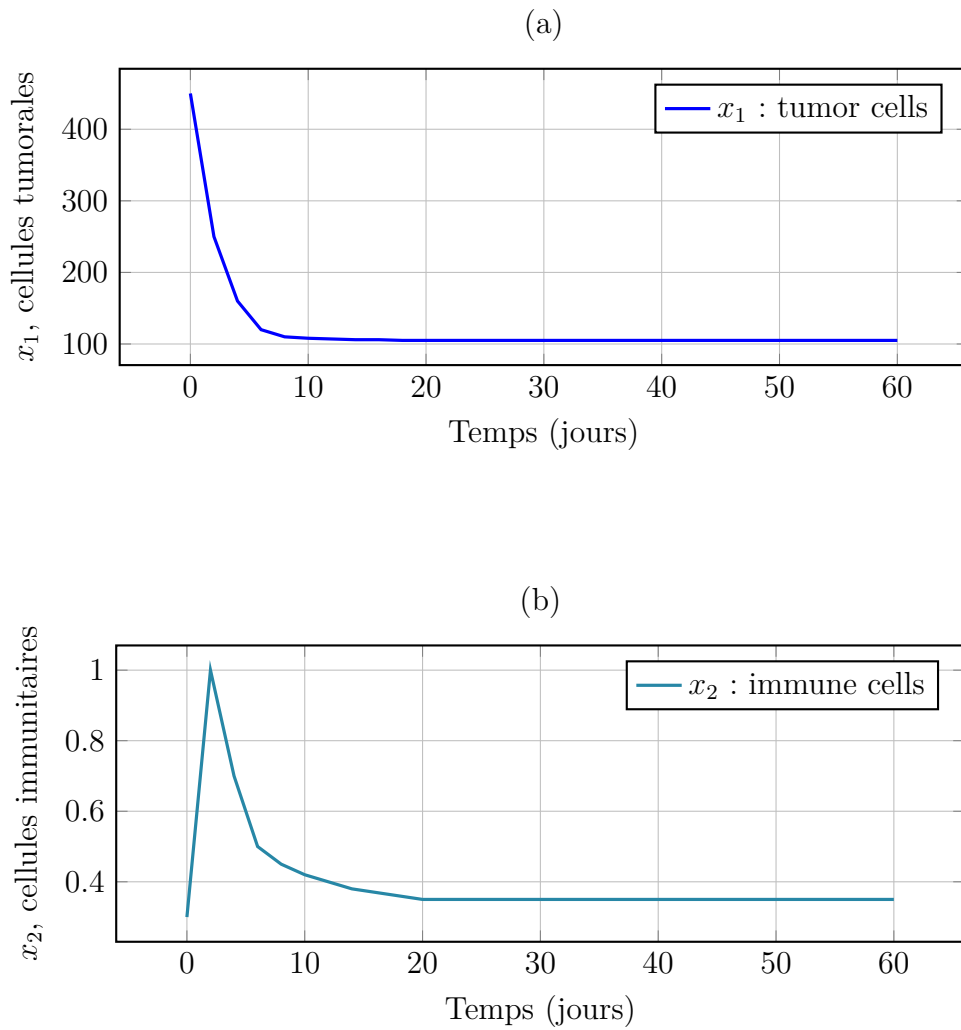 (a)
x₁, cellules tumorales
400
300
200
100
x₁ : tumor cells
0 10 20 30 40 50 60
Temps (jours)
(b)
x₂, cellules immunitaires
1
0.8
0.6
0.4
x₂ : immune cells
0 10 20 30 40 50 60
Temps (jours)